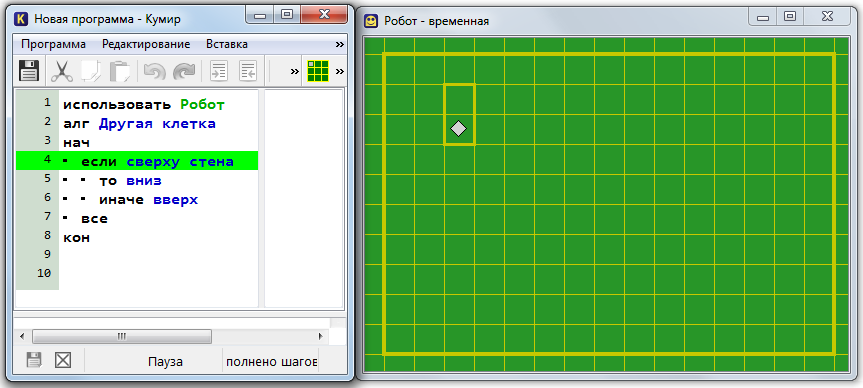 Новая программа - Кумир
Программа Редактирование Вставка »
» »
1 использовать Робот
2 алг Другая клетка
3 нач
4 ▪ если сверху стена
5 ▪ ▪ то вниз
6 ▪ ▪ иначе вверх
7 ▪ все
8 кон
9
10
Пауза полнено шагов
Робот - временная